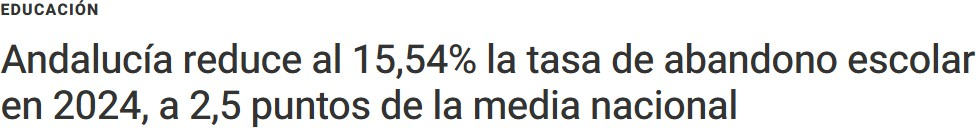 EDUCACIÓN
Andalucía reduce al 15,54% la tasa de abandono escolar
en 2024, a 2,5 puntos de la media nacional